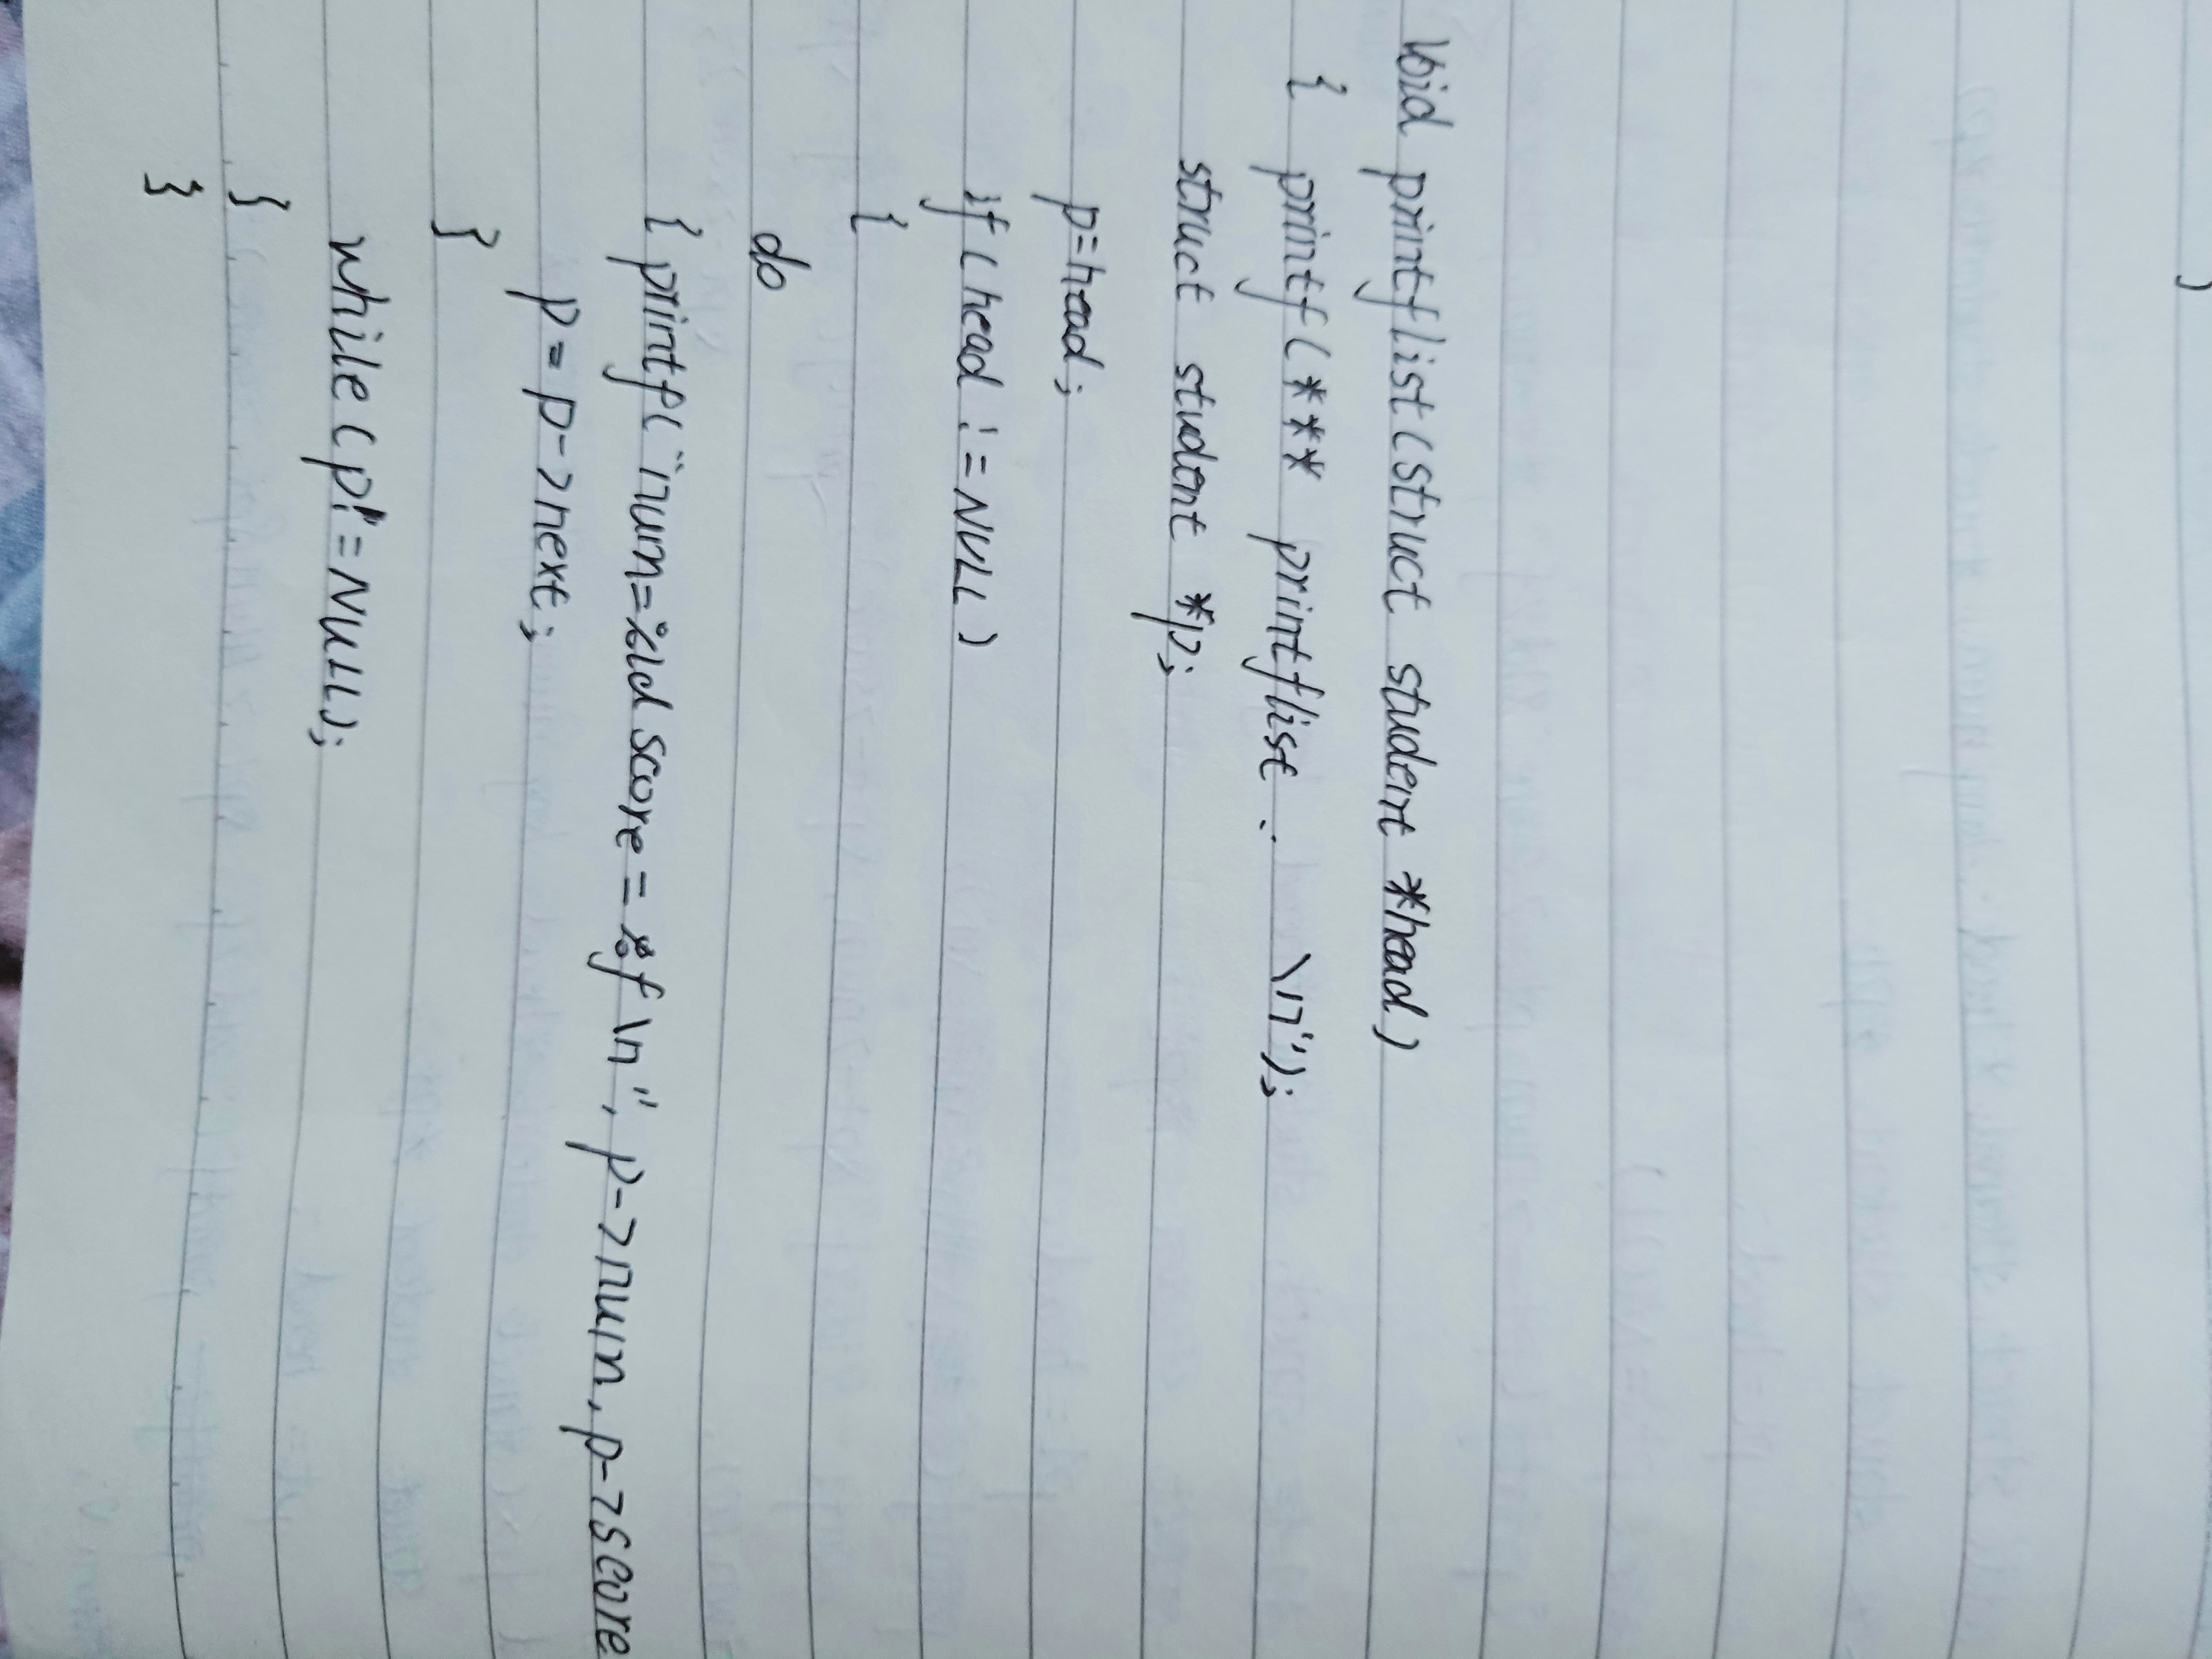 void printflist(struct student *head)
{ printf(*** printflist : \n");
struct student *p;
p=head;
if(head != NULL)
{
do
{ printf("num=%ld score = %f \n", p->num, p->score
p = p->next;
}
while(p!=NULL);
}
}